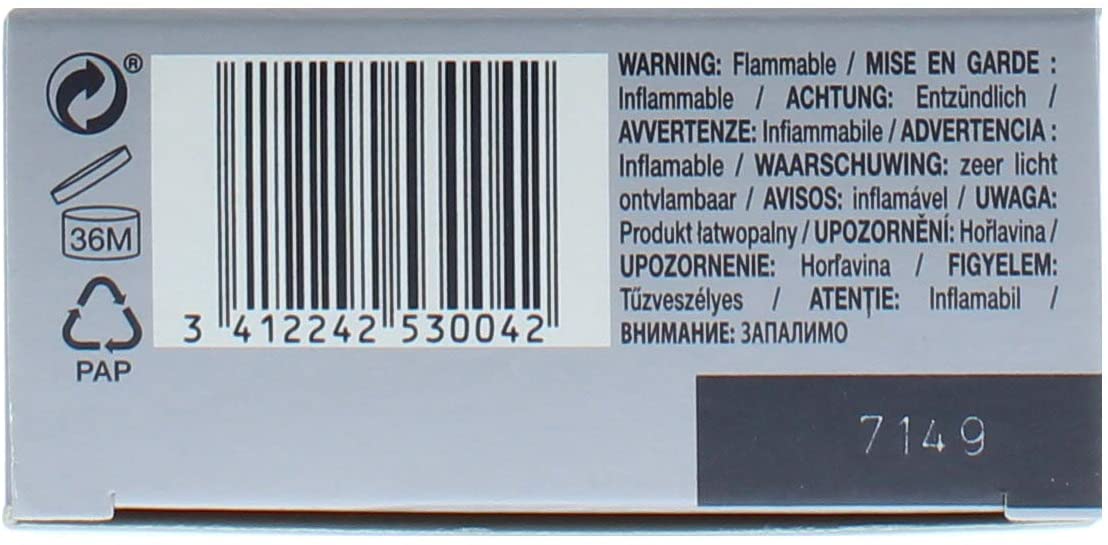 ®
36M
PAP
3 412242 530042
WARNING: Flammable / MISE EN GARDE :
Inflammable / ACHTUNG: Entzündlich /
AVVERTENZE: Infiammabile / ADVERTENCIA :
Inflamable / WAARSCHUWING: zeer licht
ontvlambaar / AVISOS: inflamável / UWAGA:
Produkt łatwopalny / UPOZORNĚNÍ: Hořlavina /
UPOZORNENIE: Horľavina / FIGYELEM:
Tűzveszélyes / ATENȚIE: Inflamabil /
ВНИМАНИЕ: ЗАПАЛИМО
7149